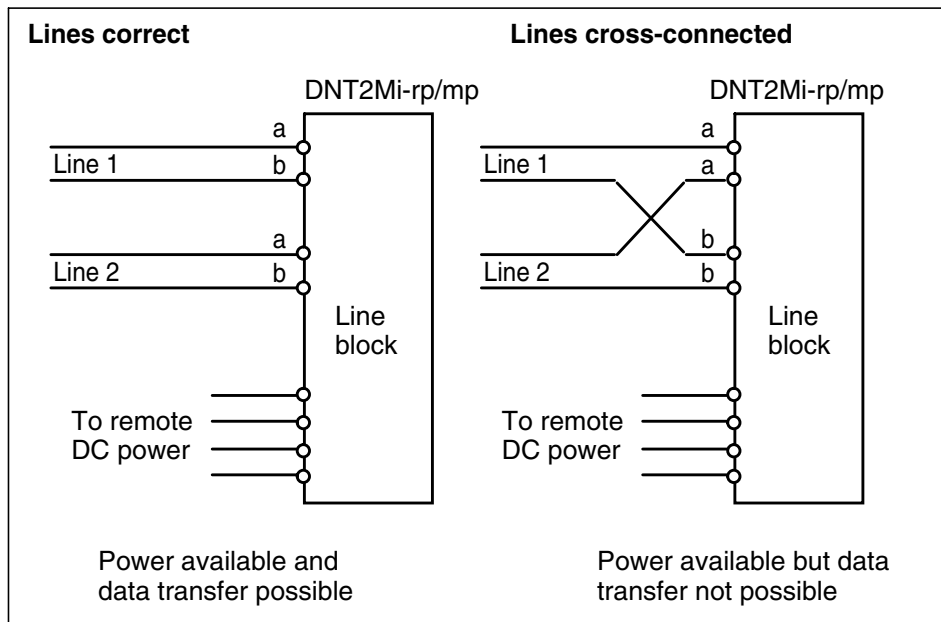 Lines correct
DNT2Mi-rp/mp
a
Line 1
b
a
Line 2
b
Line
block
To remote
DC power
Power available and
data transfer possible
Lines cross-connected
DNT2Mi-rp/mp
a
Line 1
a
b
Line 2
b
Line
block
To remote
DC power
Power available but data
transfer not possible